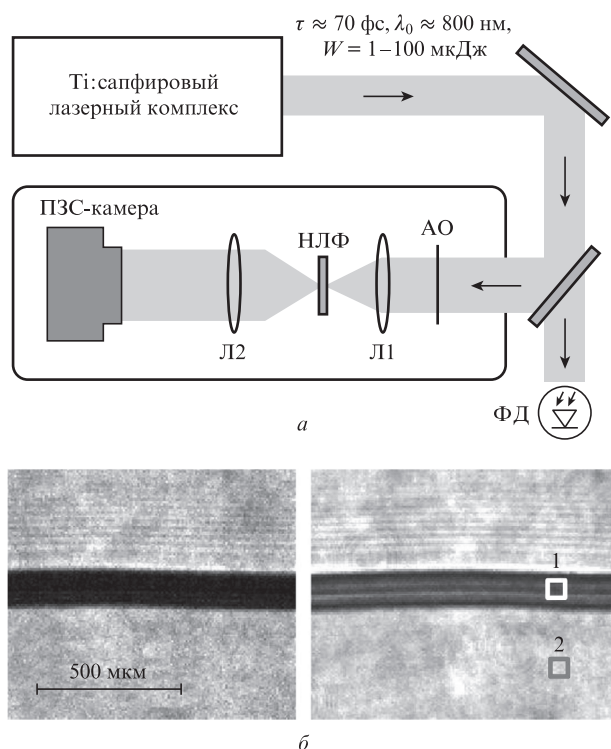 τ ≈ 70 фс, λ₀ ≈ 800 нм,
W = 1–100 мкДж
Ti:сапфировый
лазерный комплекс
ПЗС-камера
НЛФ
АО
Л2
Л1
ФД
а
1
2
500 мкм
б